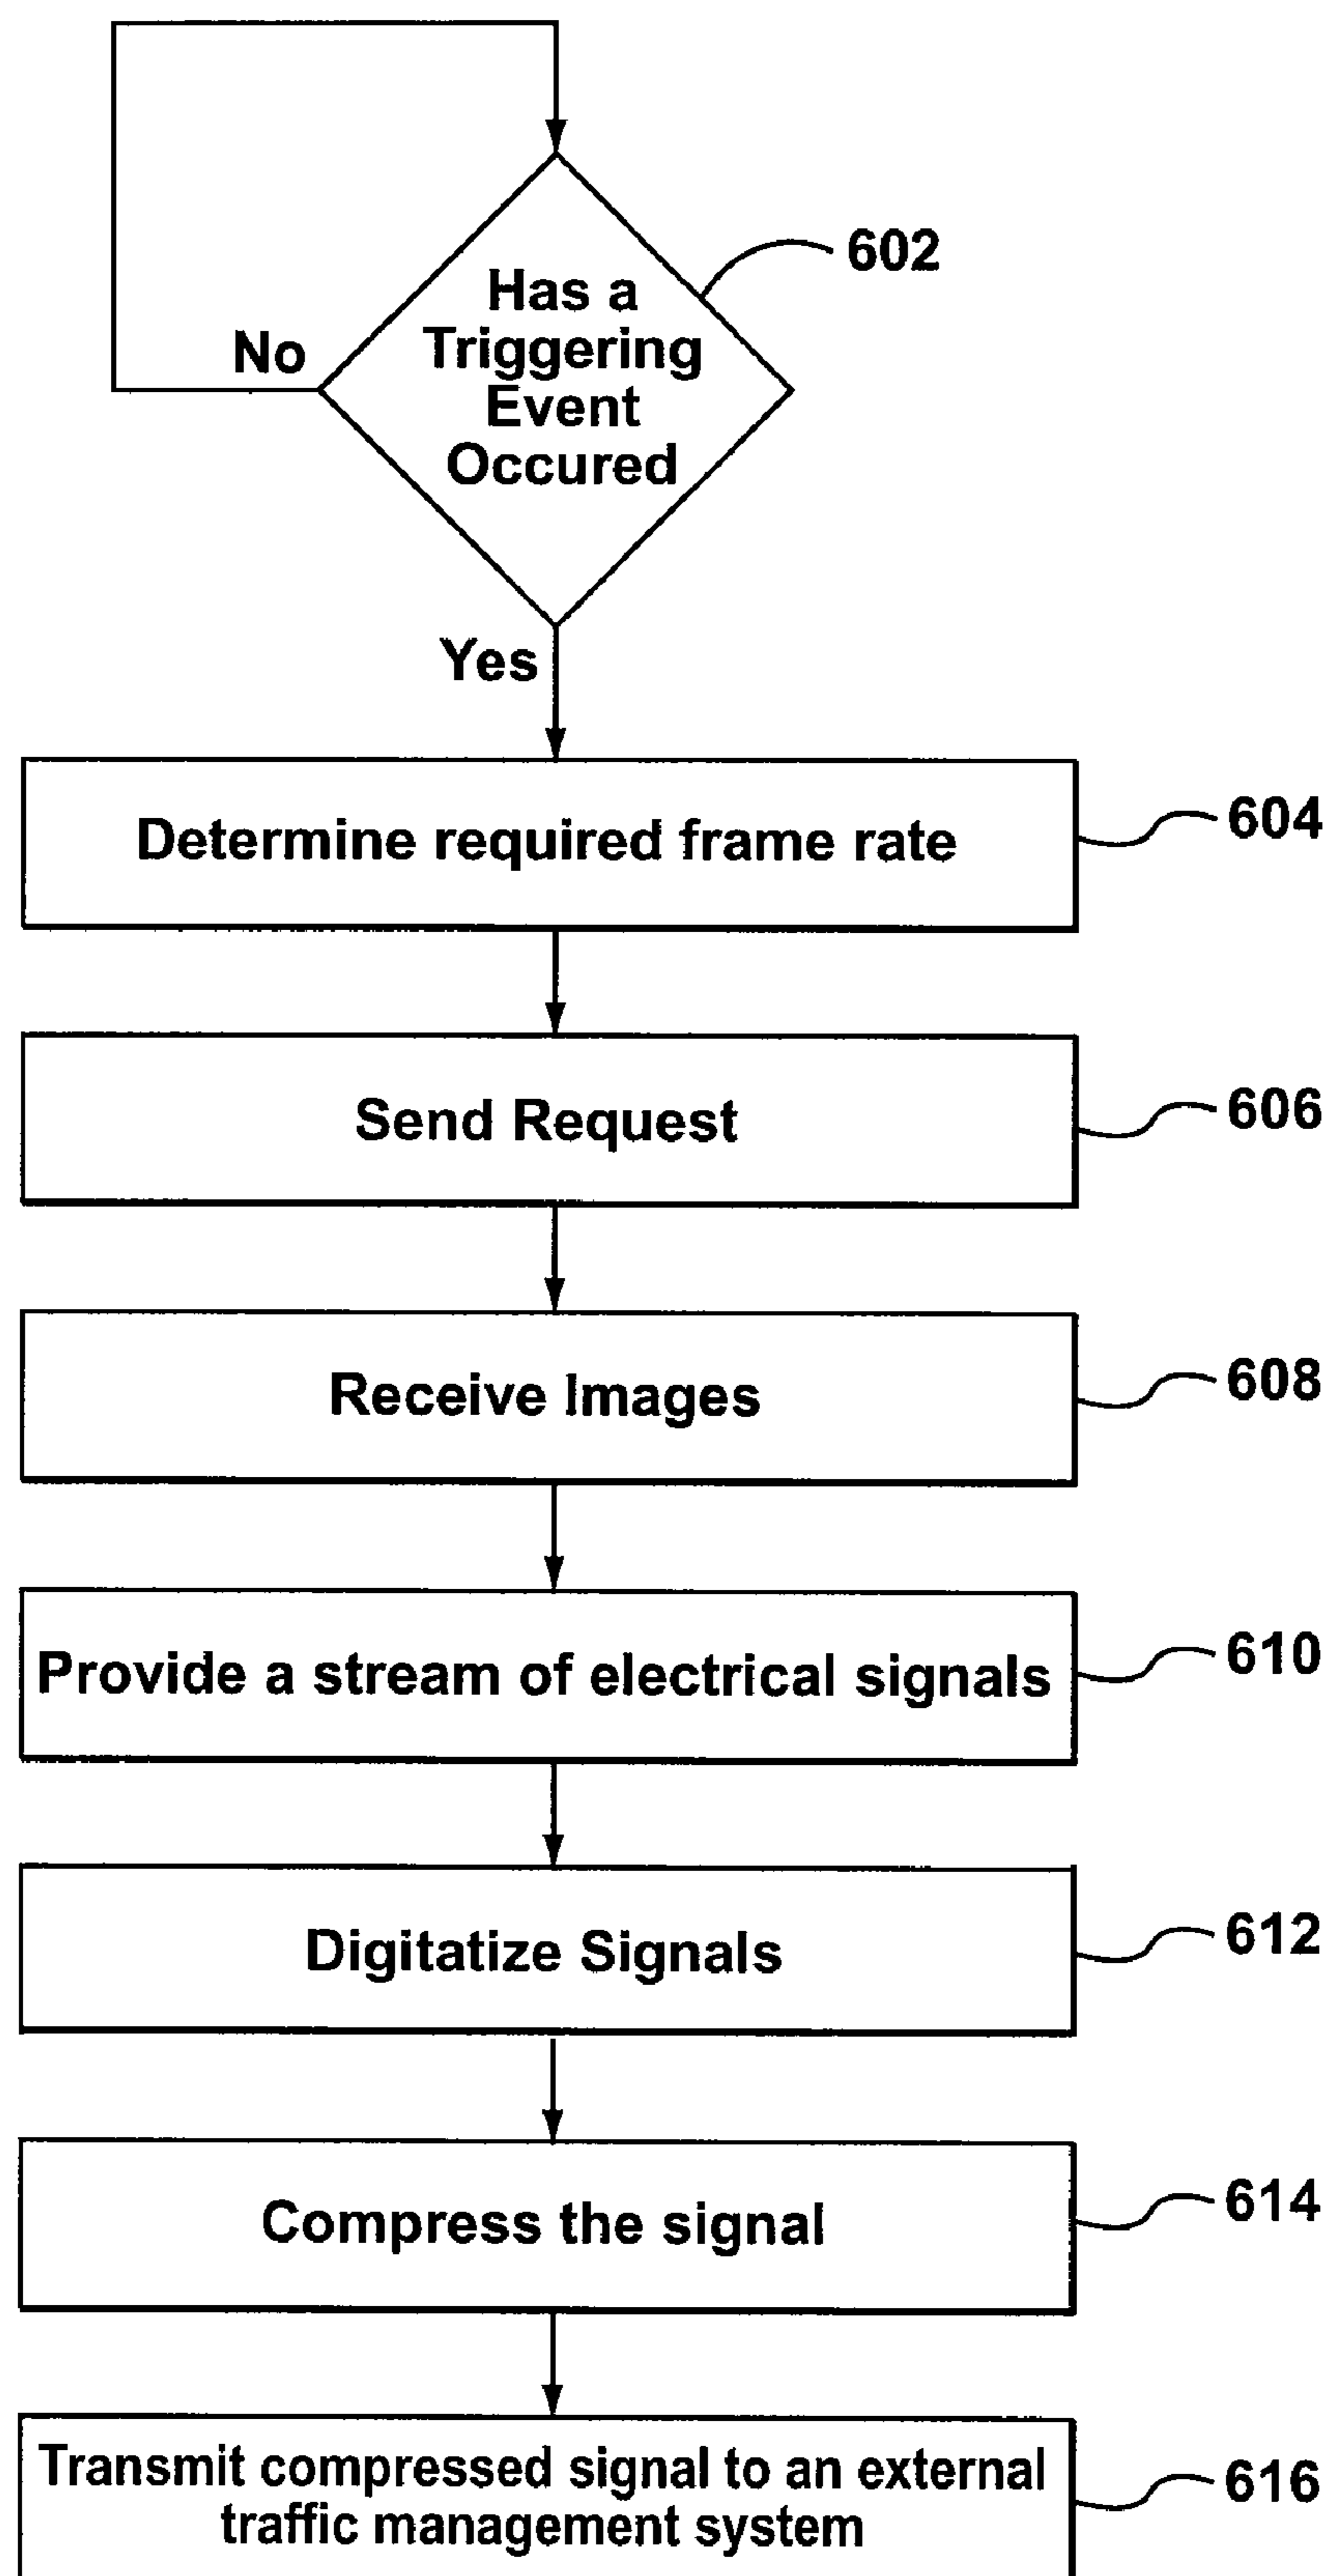 602
Has a
Triggering
Event
Occured
No
Yes
Determine required frame rate
604
Send Request
606
Receive Images
608
Provide a stream of electrical signals
610
Digitatize Signals
612
Compress the signal
614
Transmit compressed signal to an external
traffic management system
616